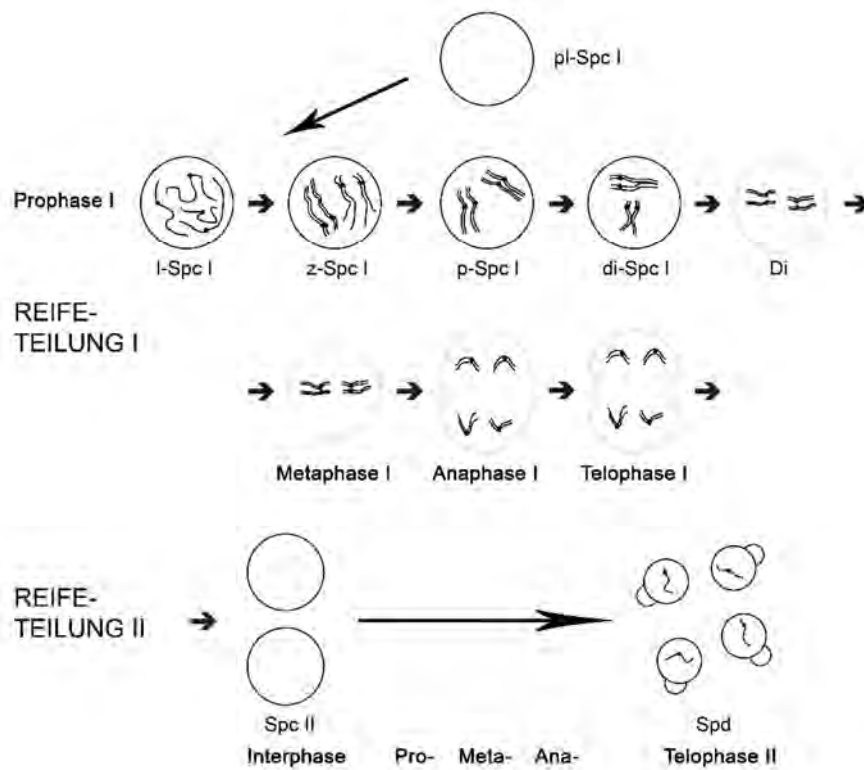 pl-Spc I
Prophase I
l-Spc I
z-Spc I
p-Spc I
di-Spc I
Di
REIFE-
TEILUNG I
Metaphase I
Anaphase I
Telophase I
REIFE-
TEILUNG II
Spc II
Spd
Interphase
Pro-
Meta-
Ana-
Telophase II